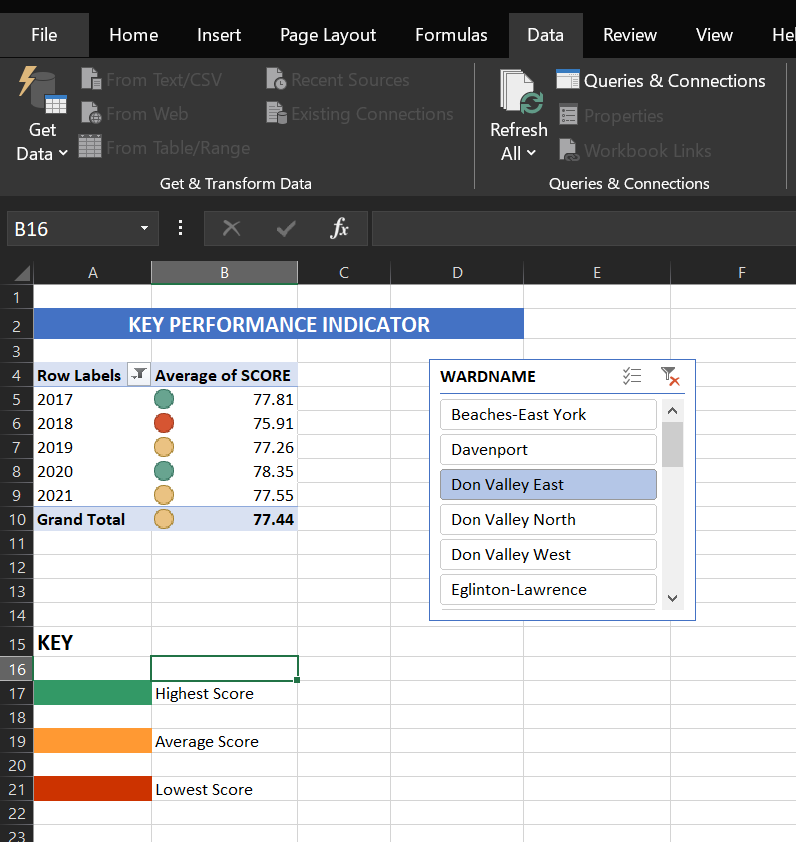 File Home Insert Page Layout Formulas Data Review View Hel
From Text/CSV Recent Sources Queries & Connections
From Web Existing Connections Properties
Get Data From Table/Range Refresh All Workbook Links
Get & Transform Data Queries & Connections
B16 fx
A B C D E F
1
2 KEY PERFORMANCE INDICATOR
3
4 Row Labels Average of SCORE WARDNAME
5 2017 77.81 Beaches-East York
6 2018 75.91 Davenport
7 2019 77.26
8 2020 78.35 Don Valley East
9 2021 77.55 Don Valley North
10 Grand Total 77.44
11 Don Valley West
12
13 Eglinton-Lawrence
14
15 KEY
16
17 Highest Score
18
19 Average Score
20
21 Lowest Score
22
23